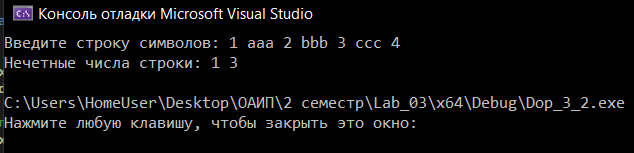 Консоль отладки Microsoft Visual Studio
Введите строку символов: 1 aaa 2 bbb 3 ccc 4
Нечетные числа строки: 1 3
C:\Users\HomeUser\Desktop\ОАИП\2 семестр\Lab_03\x64\Debug\Dop_3_2.exe
Нажмите любую клавишу, чтобы закрыть это окно: